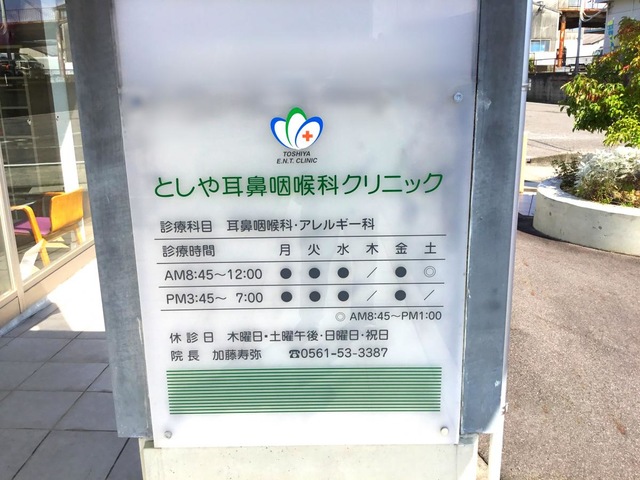 TOSHIYA
E.N.T. CLINIC
としや耳鼻咽喉科クリニック
診療科目 耳鼻咽喉科・アレルギー科
診療時間 月 火 水 木 金 土
AM8:45〜12:00 ● ● ● ／ ● ◎
PM3:45〜 7:00 ● ● ● ／ ● ／
◎ AM8:45〜PM1:00
休診日 木曜日・土曜午後・日曜日・祝日
院長 加藤寿弥 ☎0561-53-3387